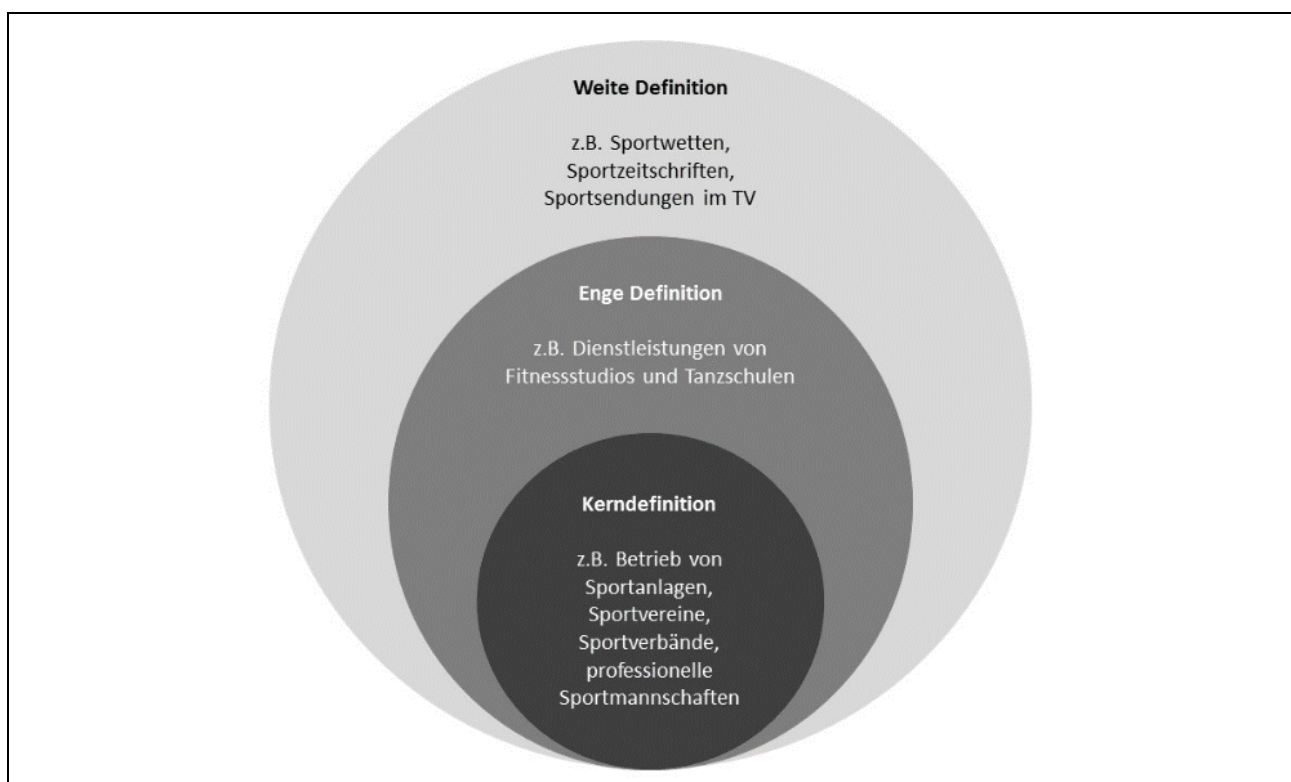 Weite Definition
z.B. Sportwetten,
Sportzeitschriften,
Sportsendungen im TV
Enge Definition
z.B. Dienstleistungen von
Fitnessstudios und Tanzschulen
Kerndefinition
z.B. Betrieb von
Sportanlagen,
Sportvereine,
Sportverbände,
professionelle
Sportmannschaften